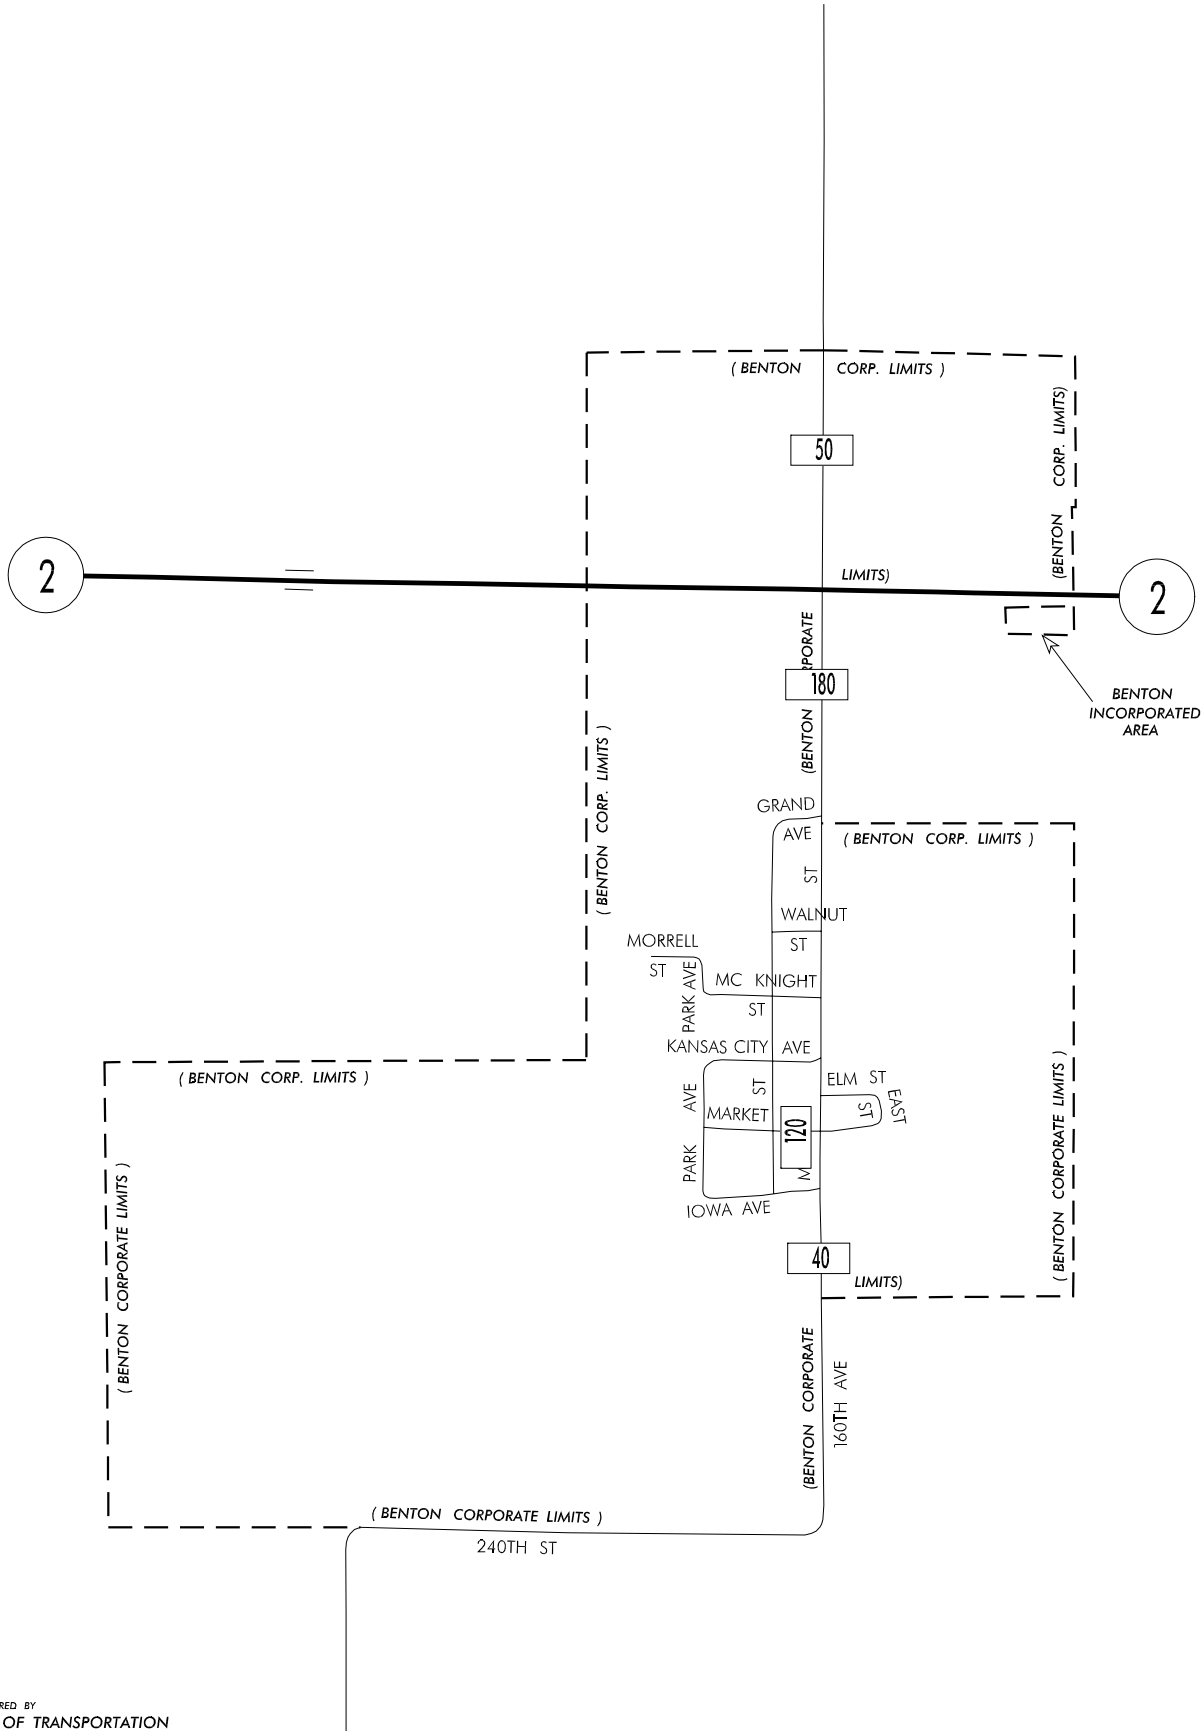 ( BENTON CORP. LIMITS )
(BENTON CORP. LIMITS)
50
2
LIMITS)
2
(BENTON RPORATE
180
BENTON
INCORPORATED
AREA
( BENTON CORP. LIMITS )
GRAND
AVE
( BENTON CORP. LIMITS )
ST
WALNUT
ST
MORRELL
ST
PARK AVE
MC KNIGHT
ST
KANSAS CITY AVE
( BENTON CORP. LIMITS )
ELM ST
EAST
ST
PARK AVE
ST
MARKET
120
M
IOWA AVE
( BENTON CORPORATE LIMITS )
( BENTON CORPORATE LIMITS )
40
LIMITS)
(BENTON CORPORATE
160TH AVE
( BENTON CORPORATE LIMITS )
240TH ST
RED BY
OF TRANSPORTATION